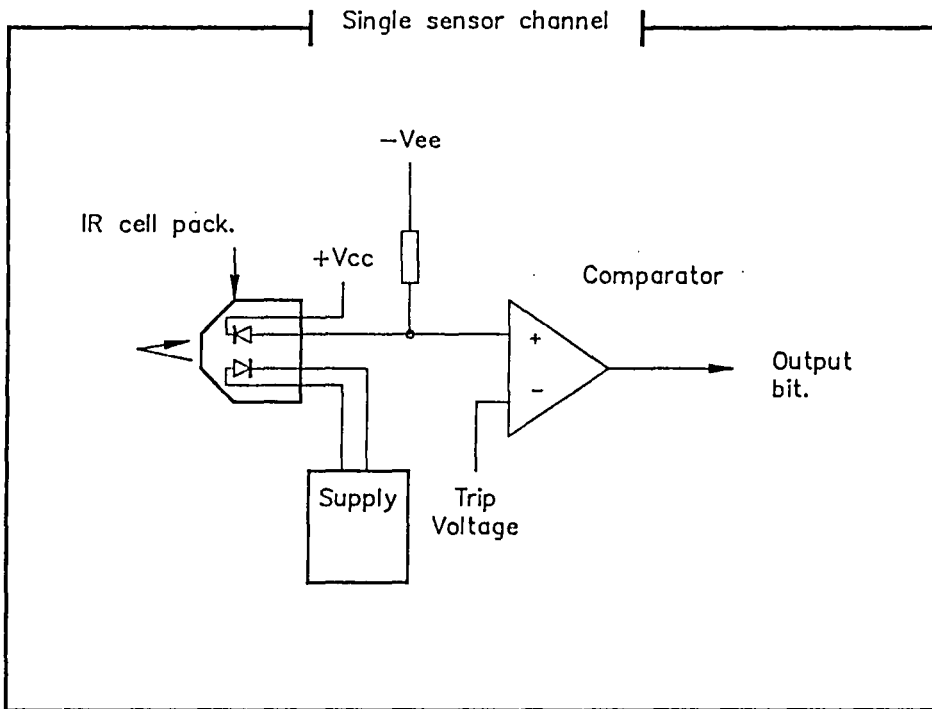 Single sensor channel
−Vee
IR cell pack.
+Vcc
Comparator
+
−
Output
bit.
Supply
Trip
Voltage